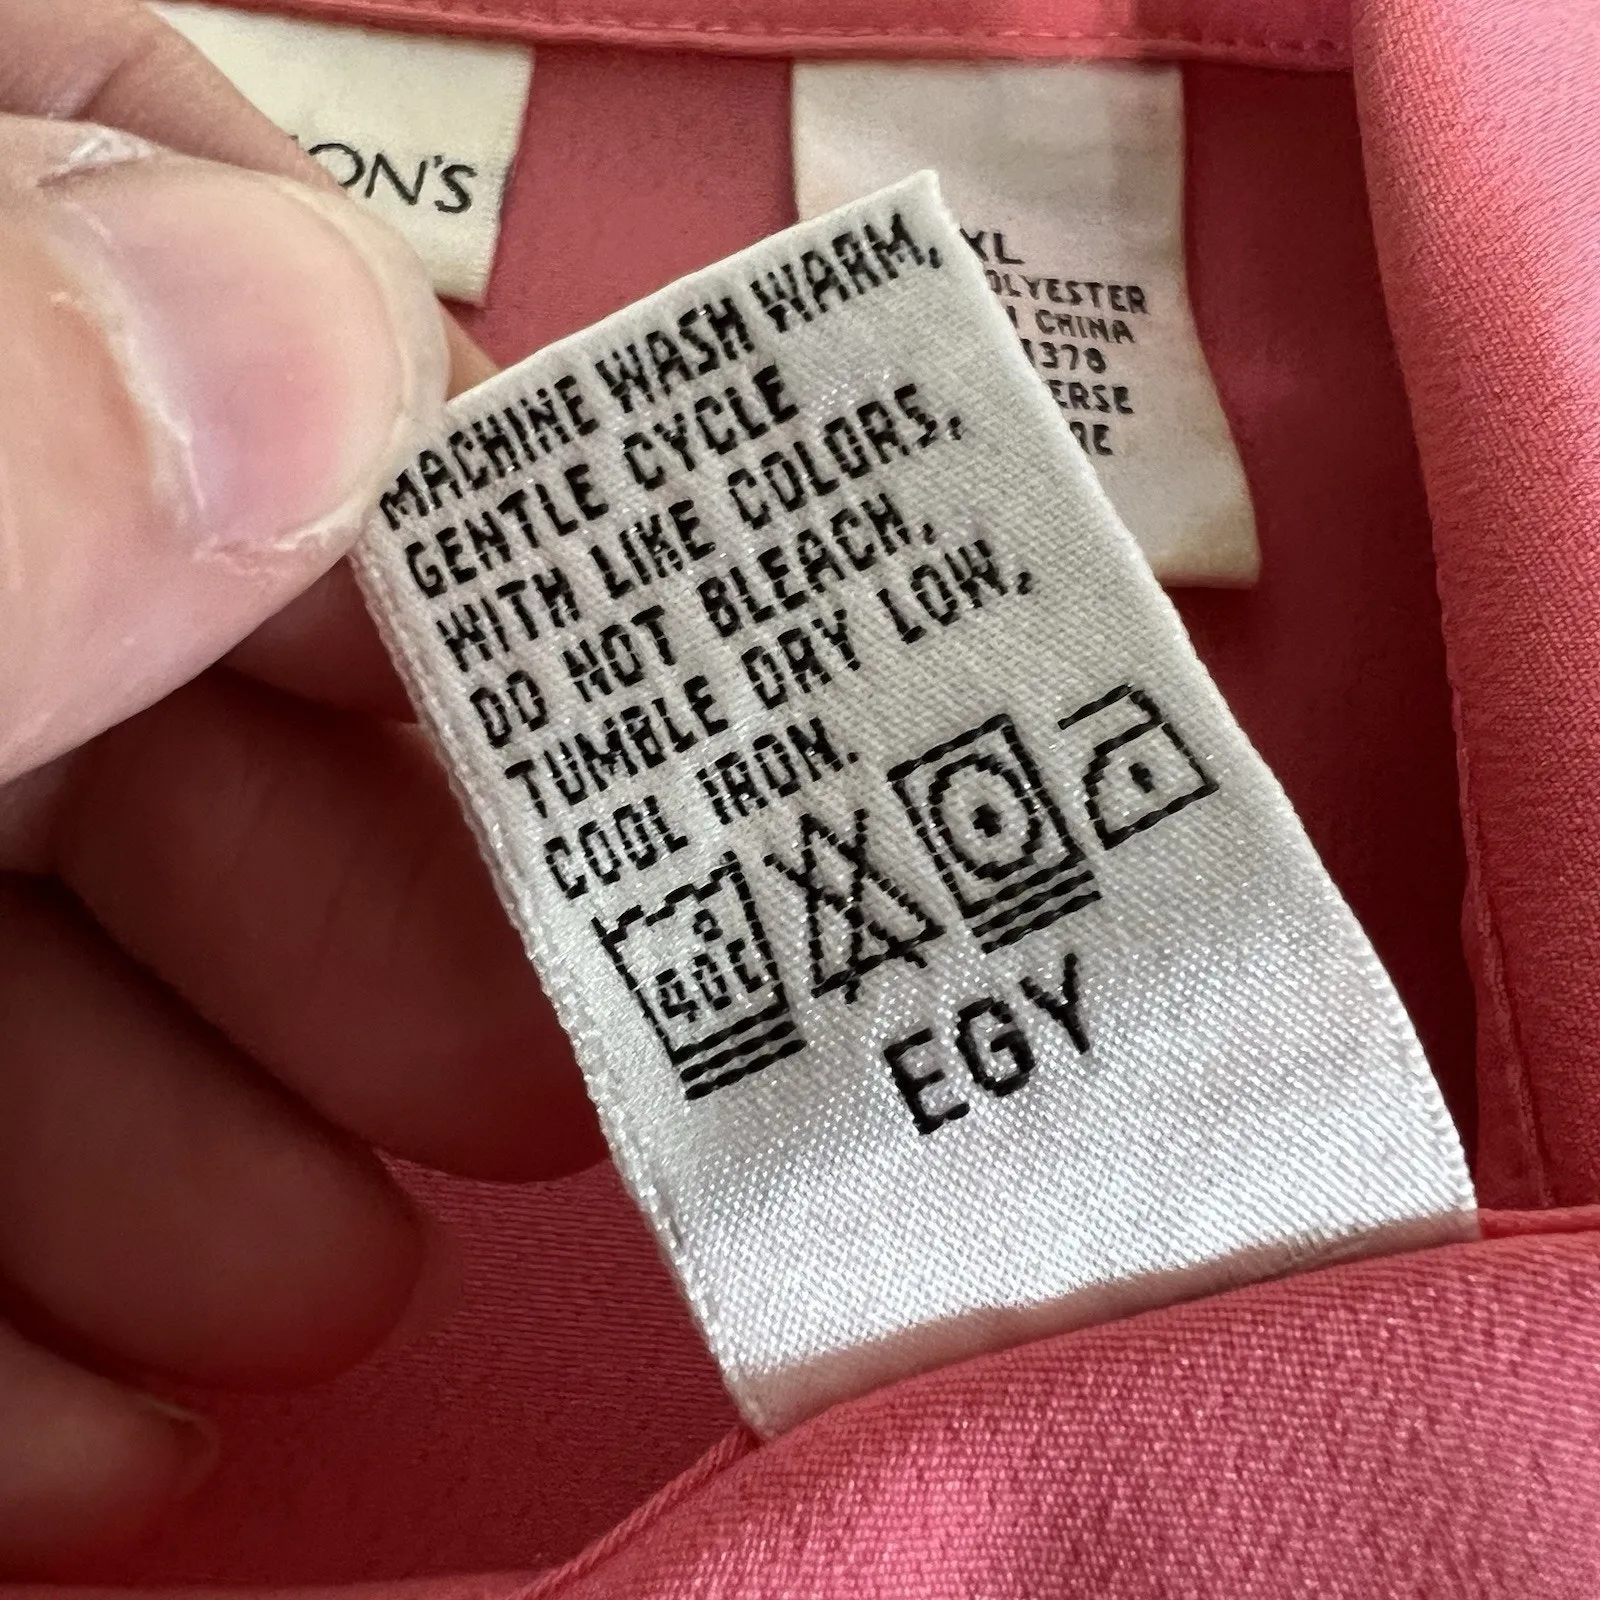 ON'S
XL
OLYESTER
CHINA
1378
ERSE
MACHINE WASH WARM,
GENTLE CYCLE
WITH LIKE COLORS,
DO NOT BLEACH,
TUMBLE DRY LOW,
COOL IRON.
40°C
EGY